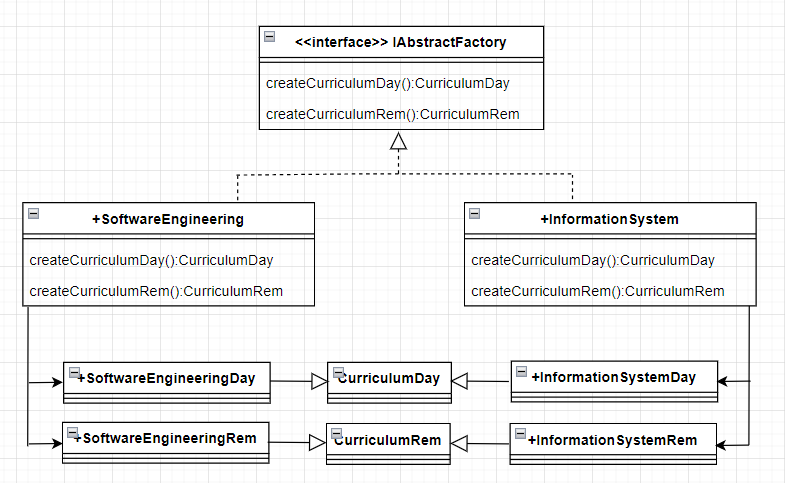 <<interface>> IAbstractFactory
createCurriculumDay():CurriculumDay
createCurriculumRem():CurriculumRem
+SoftwareEngineering
createCurriculumDay():CurriculumDay
createCurriculumRem():CurriculumRem
+InformationSystem
createCurriculumDay():CurriculumDay
createCurriculumRem():CurriculumRem
+SoftwareEngineeringDay
CurriculumDay
+InformationSystemDay
+SoftwareEngineeringRem
CurriculumRem
+InformationSystemRem